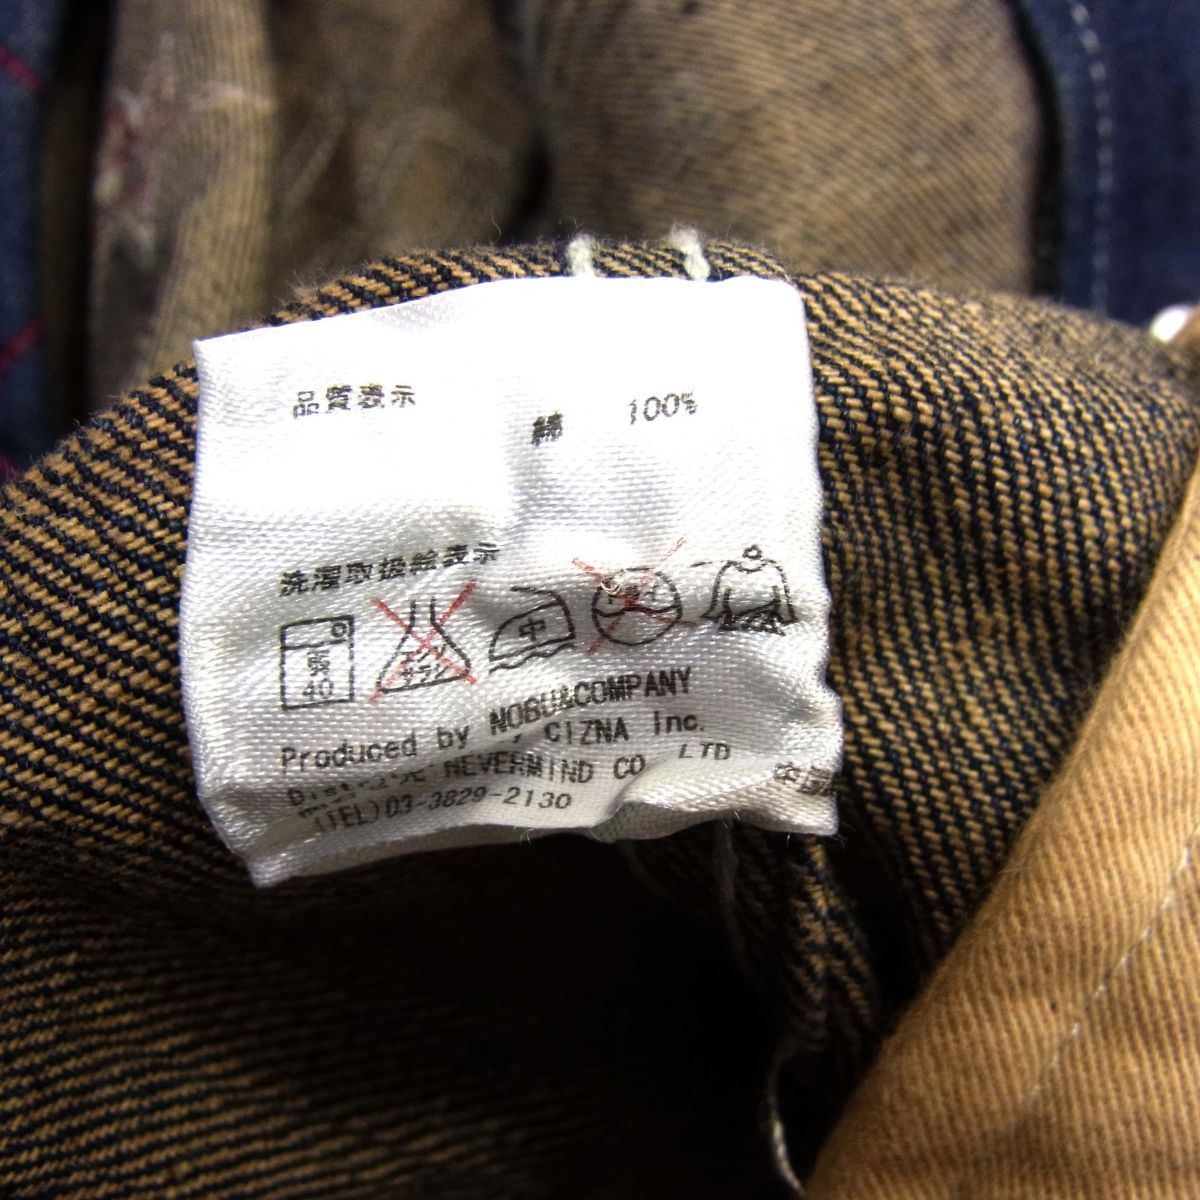 品質表示
綿 100%
洗濯取扱絵表示
40 中
Produced by NOBU&COMPANY
CIZNA Inc.
NEVERMIND CO LTD
(TEL)03-3829-2130